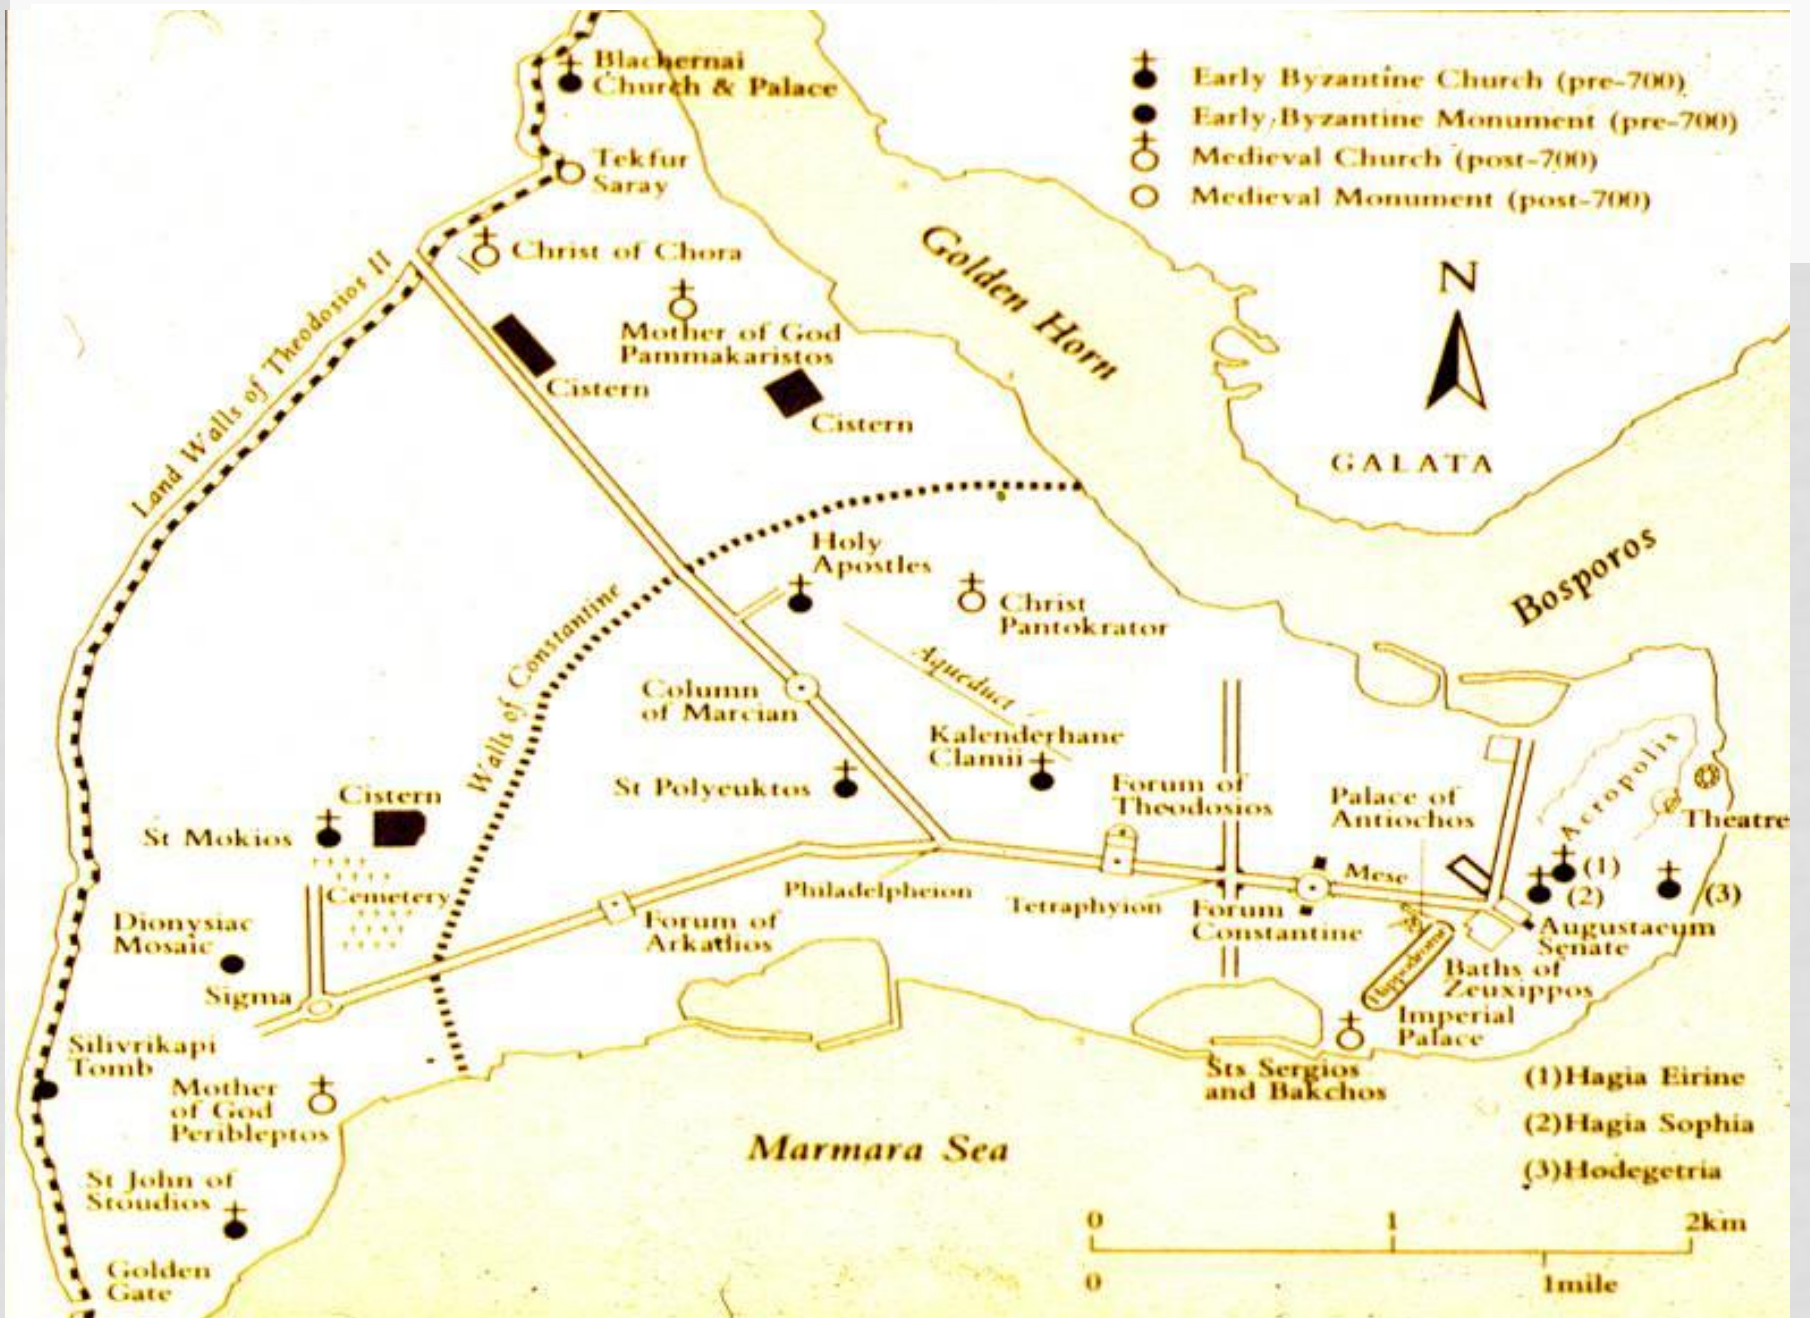 Blachernai
Church & Palace
Early Byzantine Church (pre-700)
Early Byzantine Monument (pre-700)
Medieval Church (post-700)
Medieval Monument (post-700)
Tekfur
Saray
Christ of Chora
Land Walls of Theodosios II
Golden Horn
N
Mother of God
Pammakaristos
Cistern
Cistern
GALATA
Bosporos
Holy
Apostles
Christ
Pantokrator
Walls of Constantine
Aqueduct
Column
of Marcian
Kalenderhane
Clamii
St Polyeuktos
Forum of
Theodosios
Palace of
Antiochos
Acropolis
Theatre
Cistern
St Mokios
Cemetery
Philadelpheion
Tetraphyion
Mese
(1)
(2)
(3)
Dionysiac
Mosaic
Forum of
Arkadios
Forum
Constantine
Augustaeum
Senate
Hippodrome
Baths of
Zeuxippos
Sigma
Imperial
Palace
Silivrikapi
Tomb
Mother
of God
Peribleptos
Sts Sergios
and Bakchos
(1)Hagia Eirine
(2)Hagia Sophia
(3)Hodegetria
Marmara Sea
St John of
Stoudios
0 1 2km
0 1mile
Golden
Gate